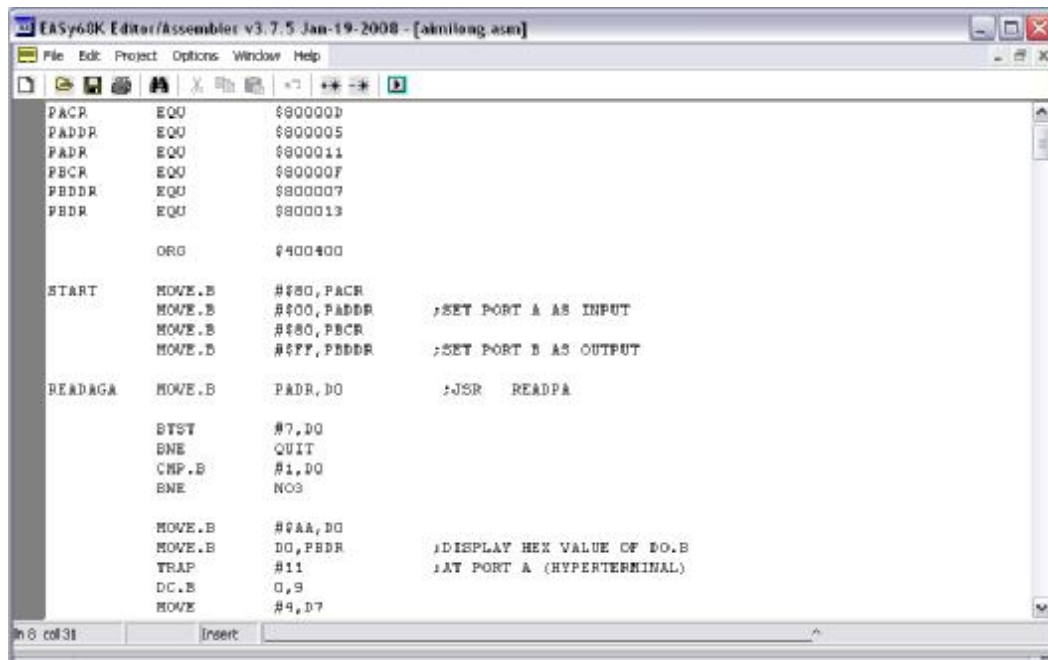 EASy68K Editor/Assembler v3.7.5 Jan-19-2008 - [almilong.asm]
File Edit Project Options Window Help
PACR EQU $80000D
PADDR EQU $800005
PADR EQU $800011
PBCR EQU $80000F
PBDDR EQU $800007
PBDR EQU $800013
ORG $400400
START MOVE.B #$80,PACR
MOVE.B #$00,PADDR ;SET PORT A AS INPUT
MOVE.B #$80,PBCR
MOVE.B #$FF,PBDDR ;SET PORT B AS OUTPUT
READAGA MOVE.B PADR,D0 ;JSR READPA
BTST #7,D0
BNE QUIT
CMP.B #1,D0
BNE NO3
MOVE.B #$AA,D0
MOVE.B D0,PBDR ;DISPLAY HEX VALUE OF D0.B
TRAP #11 ;AT PORT A (HYPERTERMINAL)
DC.B 0,9
MOVE #4,D7
ln 8 col 31 Insert